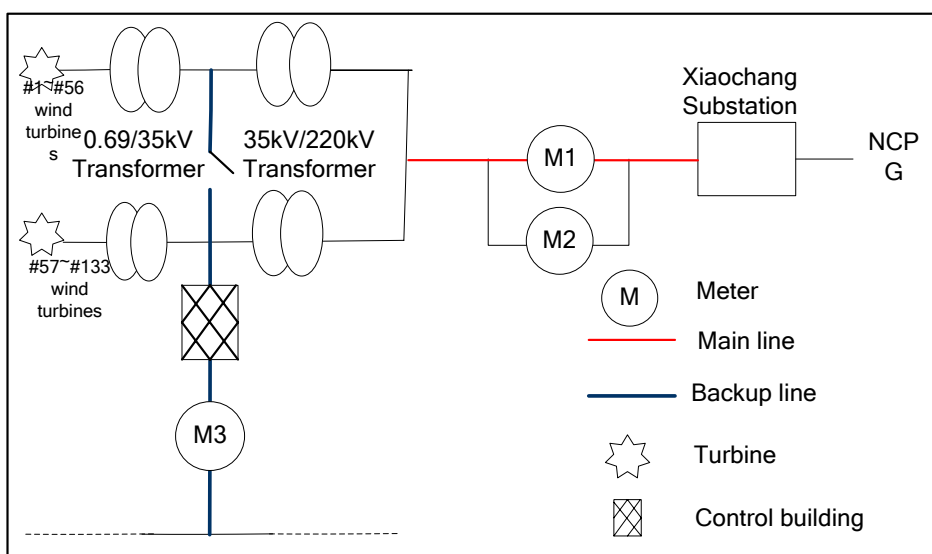 #1~#56
wind
turbine
s
0.69/35kV
Transformer
35kV/220kV
Transformer
#57~#133
wind
turbines
M3
M1
M2
Xiaochang
Substation
NCP
G
M
Meter
Main line
Backup line
Turbine
Control building